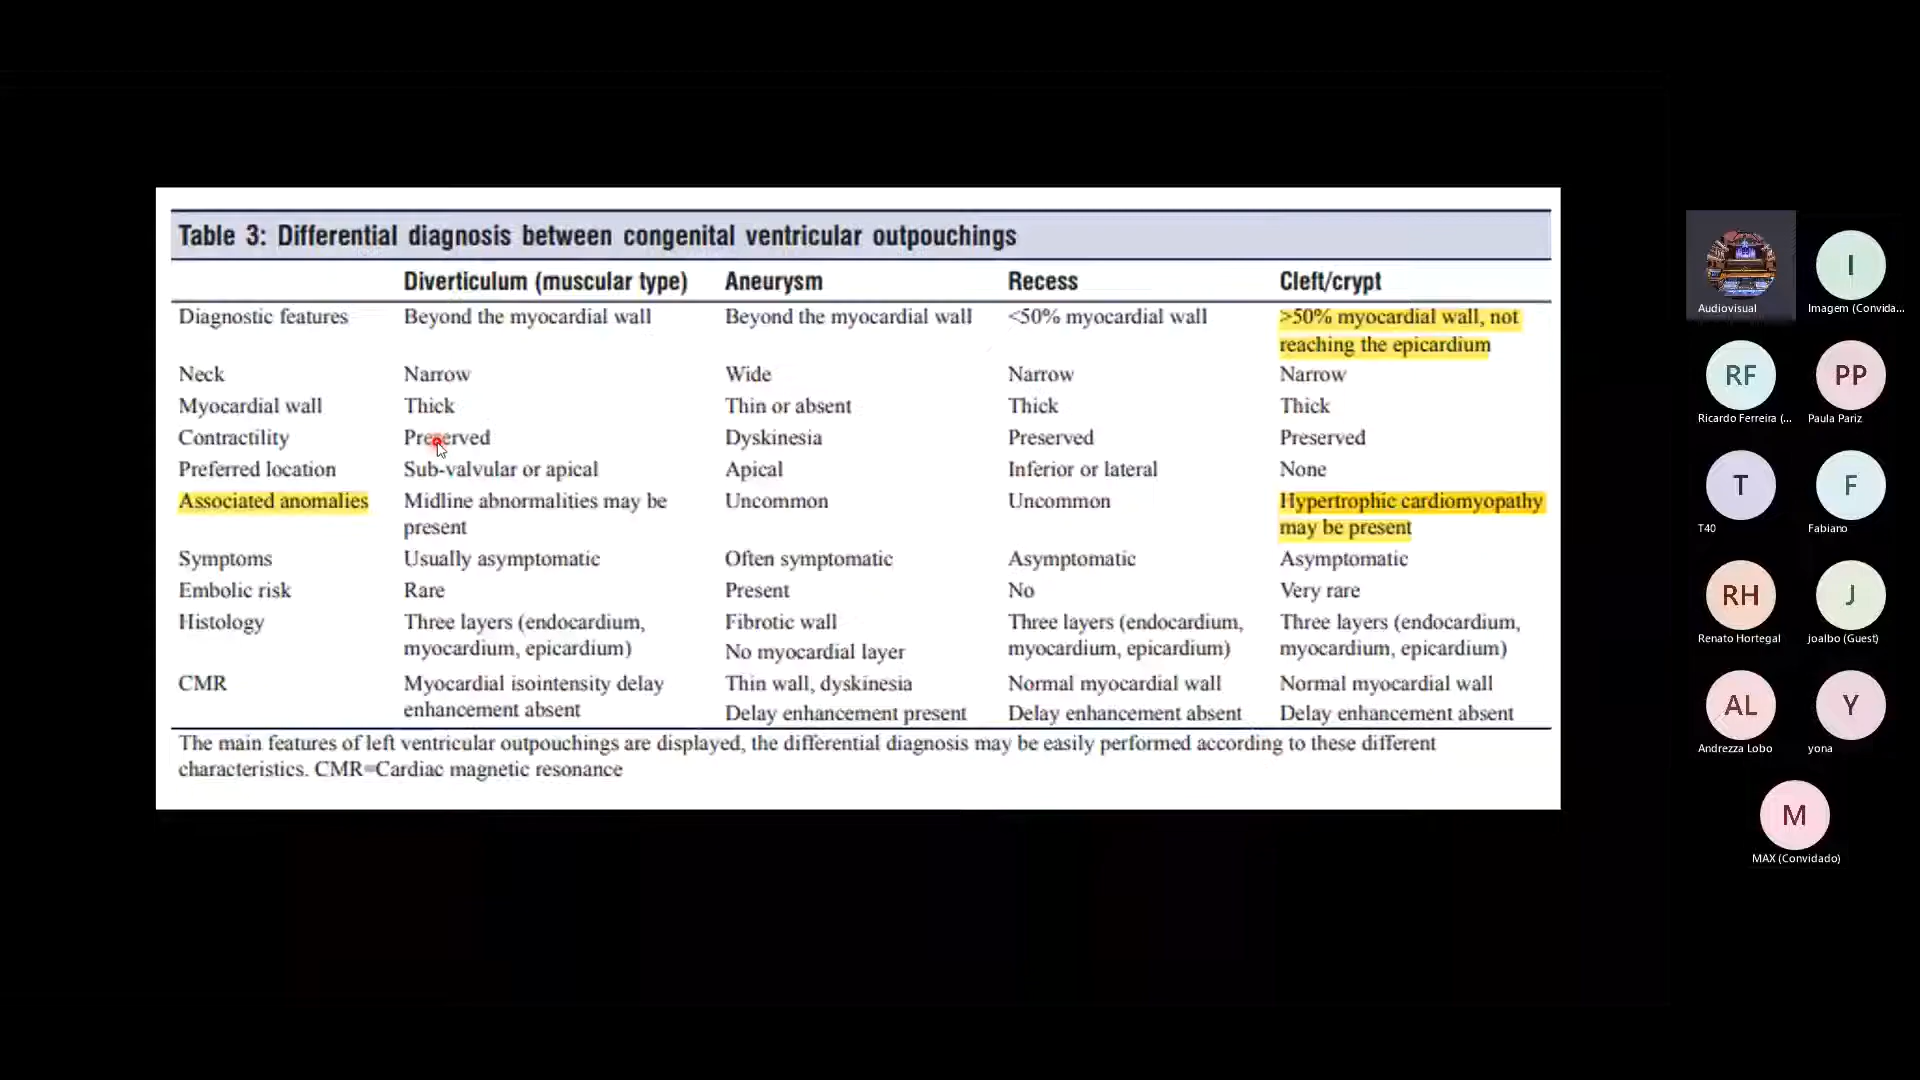 Table 3: Differential diagnosis between congenital ventricular outpouchings
Diverticulum (muscular type) Aneurysm Recess Cleft/crypt
Diagnostic features Beyond the myocardial wall Beyond the myocardial wall <50% myocardial wall >50% myocardial wall, not
reaching the epicardium
Neck Narrow Wide Narrow Narrow
Myocardial wall Thick Thin or absent Thick Thick
Contractility Preserved Dyskinesia Preserved Preserved
Preferred location Sub-valvular or apical Apical Inferior or lateral None
Associated anomalies Midline abnormalities may be Uncommon Uncommon Hypertrophic cardiomyopathy
present may be present
Symptoms Usually asymptomatic Often symptomatic Asymptomatic Asymptomatic
Embolic risk Rare Present No Very rare
Histology Three layers (endocardium, Fibrotic wall Three layers (endocardium, Three layers (endocardium,
myocardium, epicardium) No myocardial layer myocardium, epicardium) myocardium, epicardium)
CMR Myocardial isointensity delay Thin wall, dyskinesia Normal myocardial wall Normal myocardial wall
enhancement absent Delay enhancement present Delay enhancement absent Delay enhancement absent
The main features of left ventricular outpouchings are displayed, the differential diagnosis may be easily performed according to these different
characteristics. CMR=Cardiac magnetic resonance
Audiovisual
I
Imagem (Convida...
RF
Ricardo Ferreira (...
PP
Paula Pariz
T
T40
F
Fabiano
RH
Renato Hortegal
J
joalbo (Guest)
AL
Andrezza Lobo
Y
yona
M
MAX (Convidado)